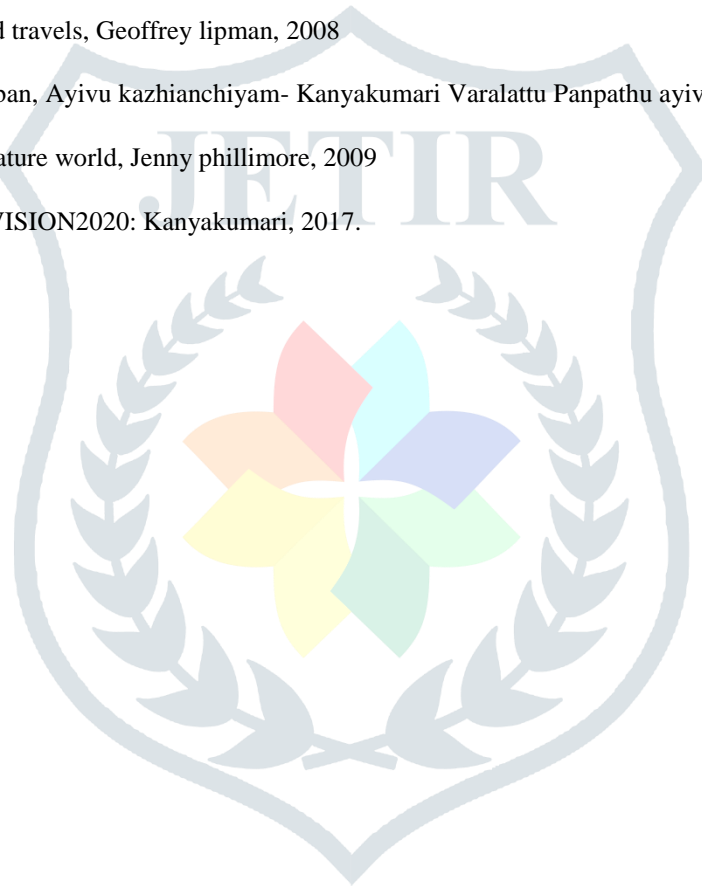 d travels, Geoffrey lipman, 2008
Ayivu kazhianchiyam- Kanyakumari Varalattu Panpathu ayiv
JETIR
ature world, Jenny phillimore, 2009
VISION2020: Kanyakumari, 2017.